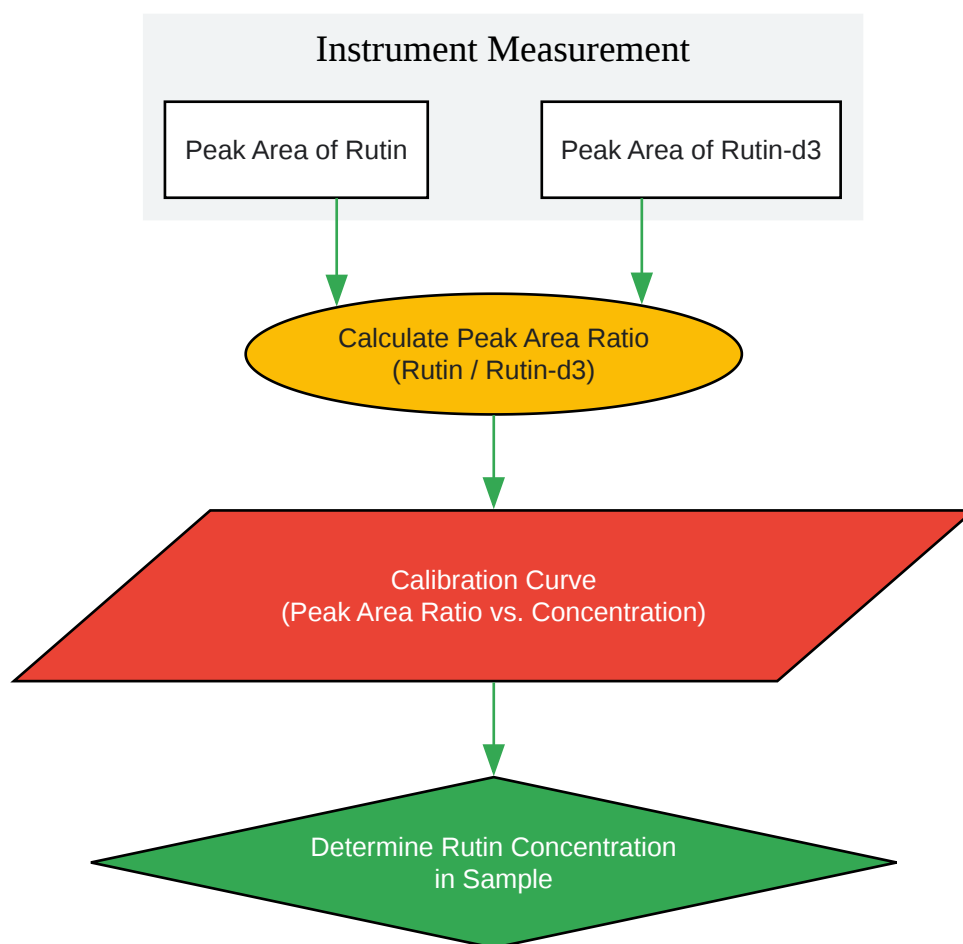 Instrument Measurement
Peak Area of Rutin
Peak Area of Rutin-d3
Calculate Peak Area Ratio
(Rutin / Rutin-d3)
Calibration Curve
(Peak Area Ratio vs. Concentration)
Determine Rutin Concentration
in Sample